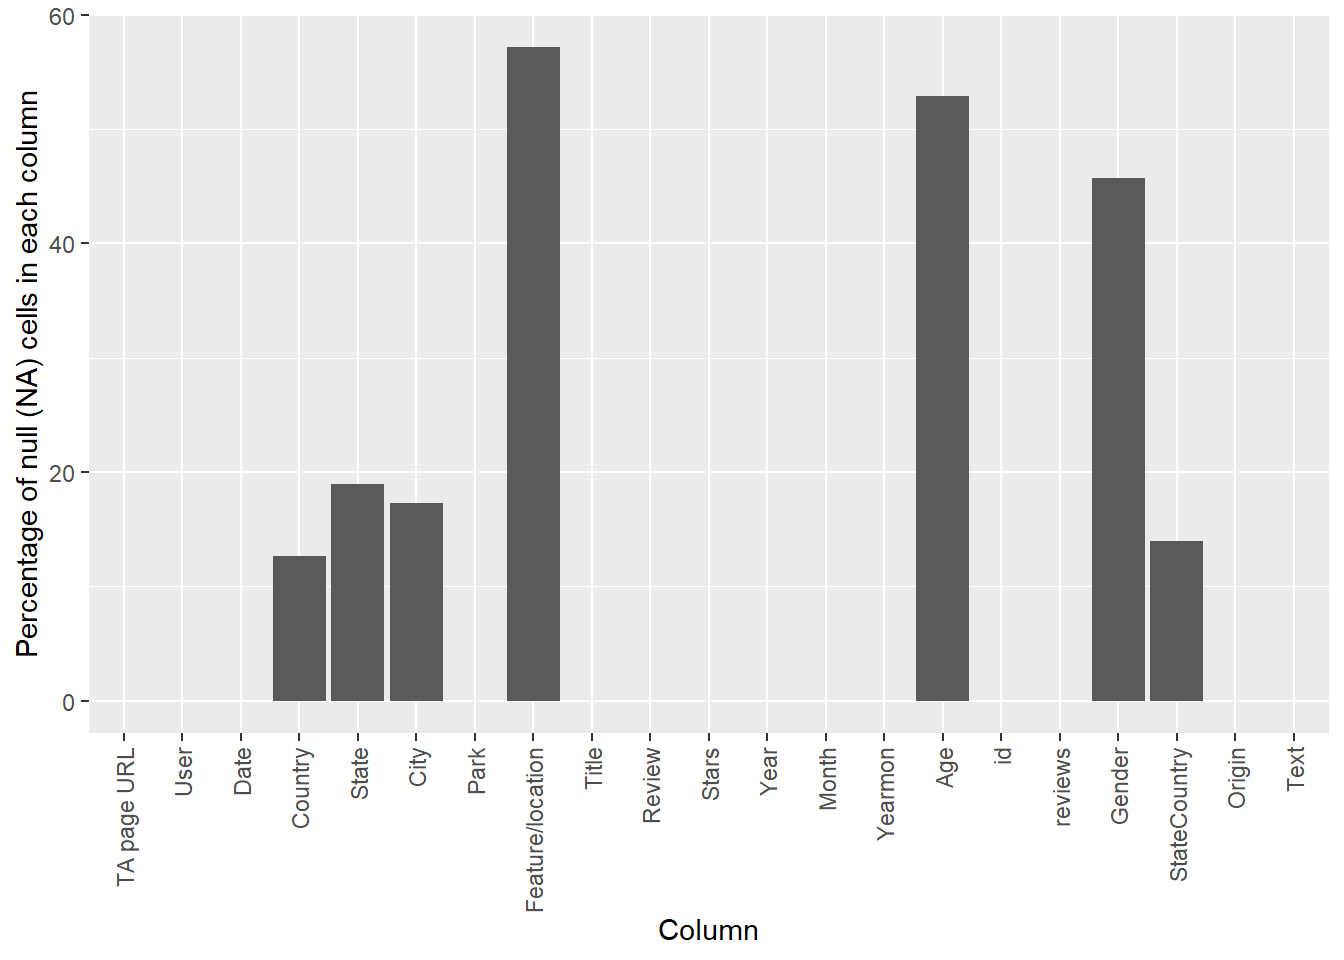 Percentage of null (NA) cells in each column
60
40
20
0
TA page URL
User
Date
Country
State
City
Park
Feature/location
Title
Review
Stars
Year
Month
Yearmon
Age
id
reviews
Gender
StateCountry
Origin
Text
Column